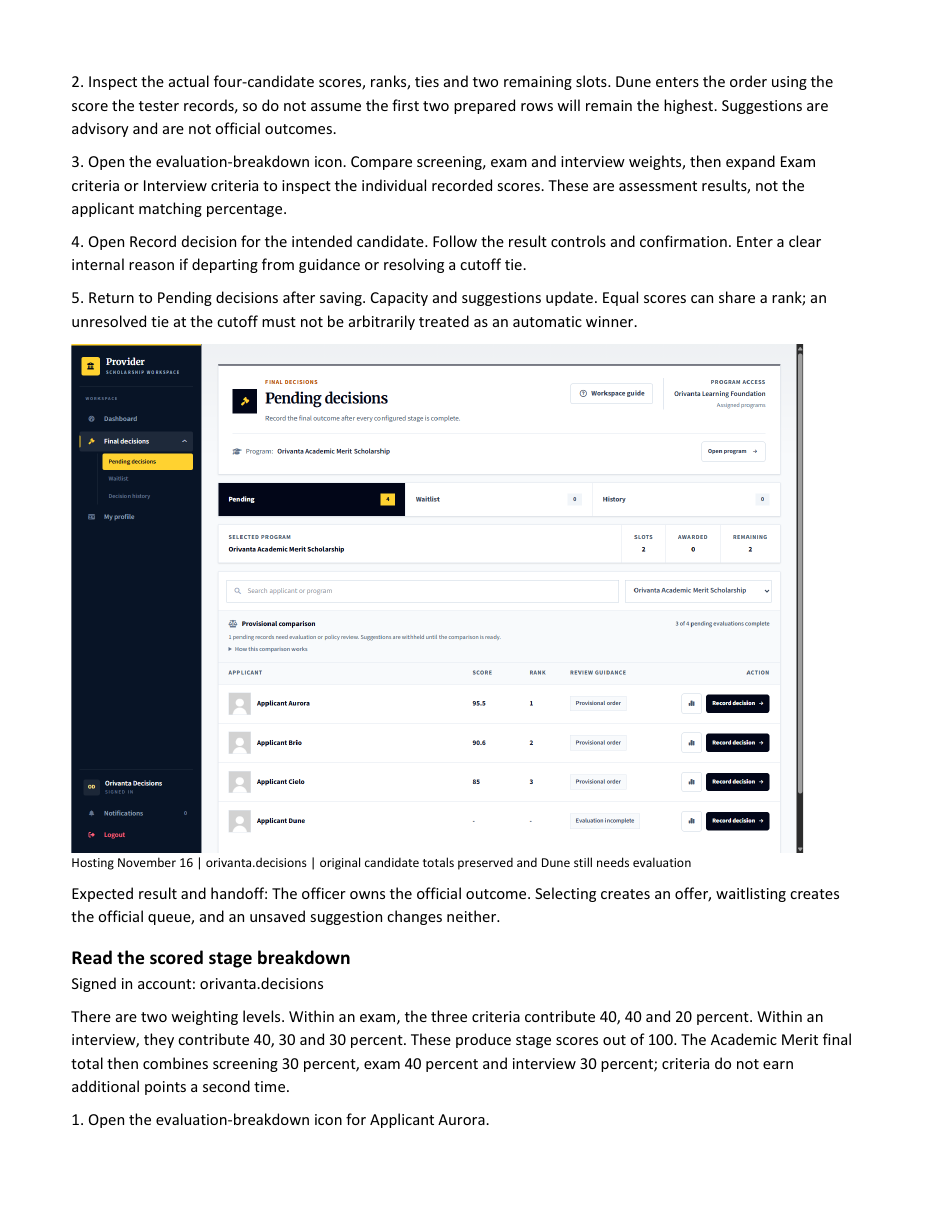 2. Inspect the actual four-candidate scores, ranks, ties and two remaining slots. Dune enters the order using the
score the tester records, so do not assume the first two prepared rows will remain the highest. Suggestions are
advisory and are not official outcomes.
3. Open the evaluation-breakdown icon. Compare screening, exam and interview weights, then expand Exam
criteria or Interview criteria to inspect the individual recorded scores. These are assessment results, not the
applicant matching percentage.
4. Open Record decision for the intended candidate. Follow the result controls and confirmation. Enter a clear
internal reason if departing from guidance or resolving a cutoff tie.
5. Return to Pending decisions after saving. Capacity and suggestions update. Equal scores can share a rank; an
unresolved tie at the cutoff must not be arbitrarily treated as an automatic winner.
Provider
SCHOLARSHIP WORKSPACE
WORKSPACE
Dashboard
Final decisions
Pending decisions
Waitlist
Decision history
My profile
OD
Orivanta Decisions
SIGNED IN
Notifications 0
Logout
FINAL DECISIONS
Pending decisions
Record the final outcome after every configured stage is complete.
Workspace guide
PROGRAM ACCESS
Orivanta Learning Foundation
Assigned programs
Program: Orivanta Academic Merit Scholarship
Open program →
Pending 4
Waitlist 0
History 0
SELECTED PROGRAM
Orivanta Academic Merit Scholarship
SLOTS
2
AWARDED
0
REMAINING
2
Search applicant or program
Orivanta Academic Merit Scholarship
Provisional comparison
3 of 4 pending evaluations complete
1 pending records need evaluation or policy review. Suggestions are withheld until the comparison is ready.
How this comparison works
APPLICANT SCORE RANK REVIEW GUIDANCE ACTION
Applicant Aurora 95.5 1 Provisional order Record decision →
Applicant Brio 90.6 2 Provisional order Record decision →
Applicant Cielo 85 3 Provisional order Record decision →
Applicant Dune - - Evaluation incomplete Record decision →
Hosting November 16 | orivanta.decisions | original candidate totals preserved and Dune still needs evaluation
Expected result and handoff: The officer owns the official outcome. Selecting creates an offer, waitlisting creates
the official queue, and an unsaved suggestion changes neither.
Read the scored stage breakdown
Signed in account: orivanta.decisions
There are two weighting levels. Within an exam, the three criteria contribute 40, 40 and 20 percent. Within an
interview, they contribute 40, 30 and 30 percent. These produce stage scores out of 100. The Academic Merit final
total then combines screening 30 percent, exam 40 percent and interview 30 percent; criteria do not earn
additional points a second time.
1. Open the evaluation-breakdown icon for Applicant Aurora.